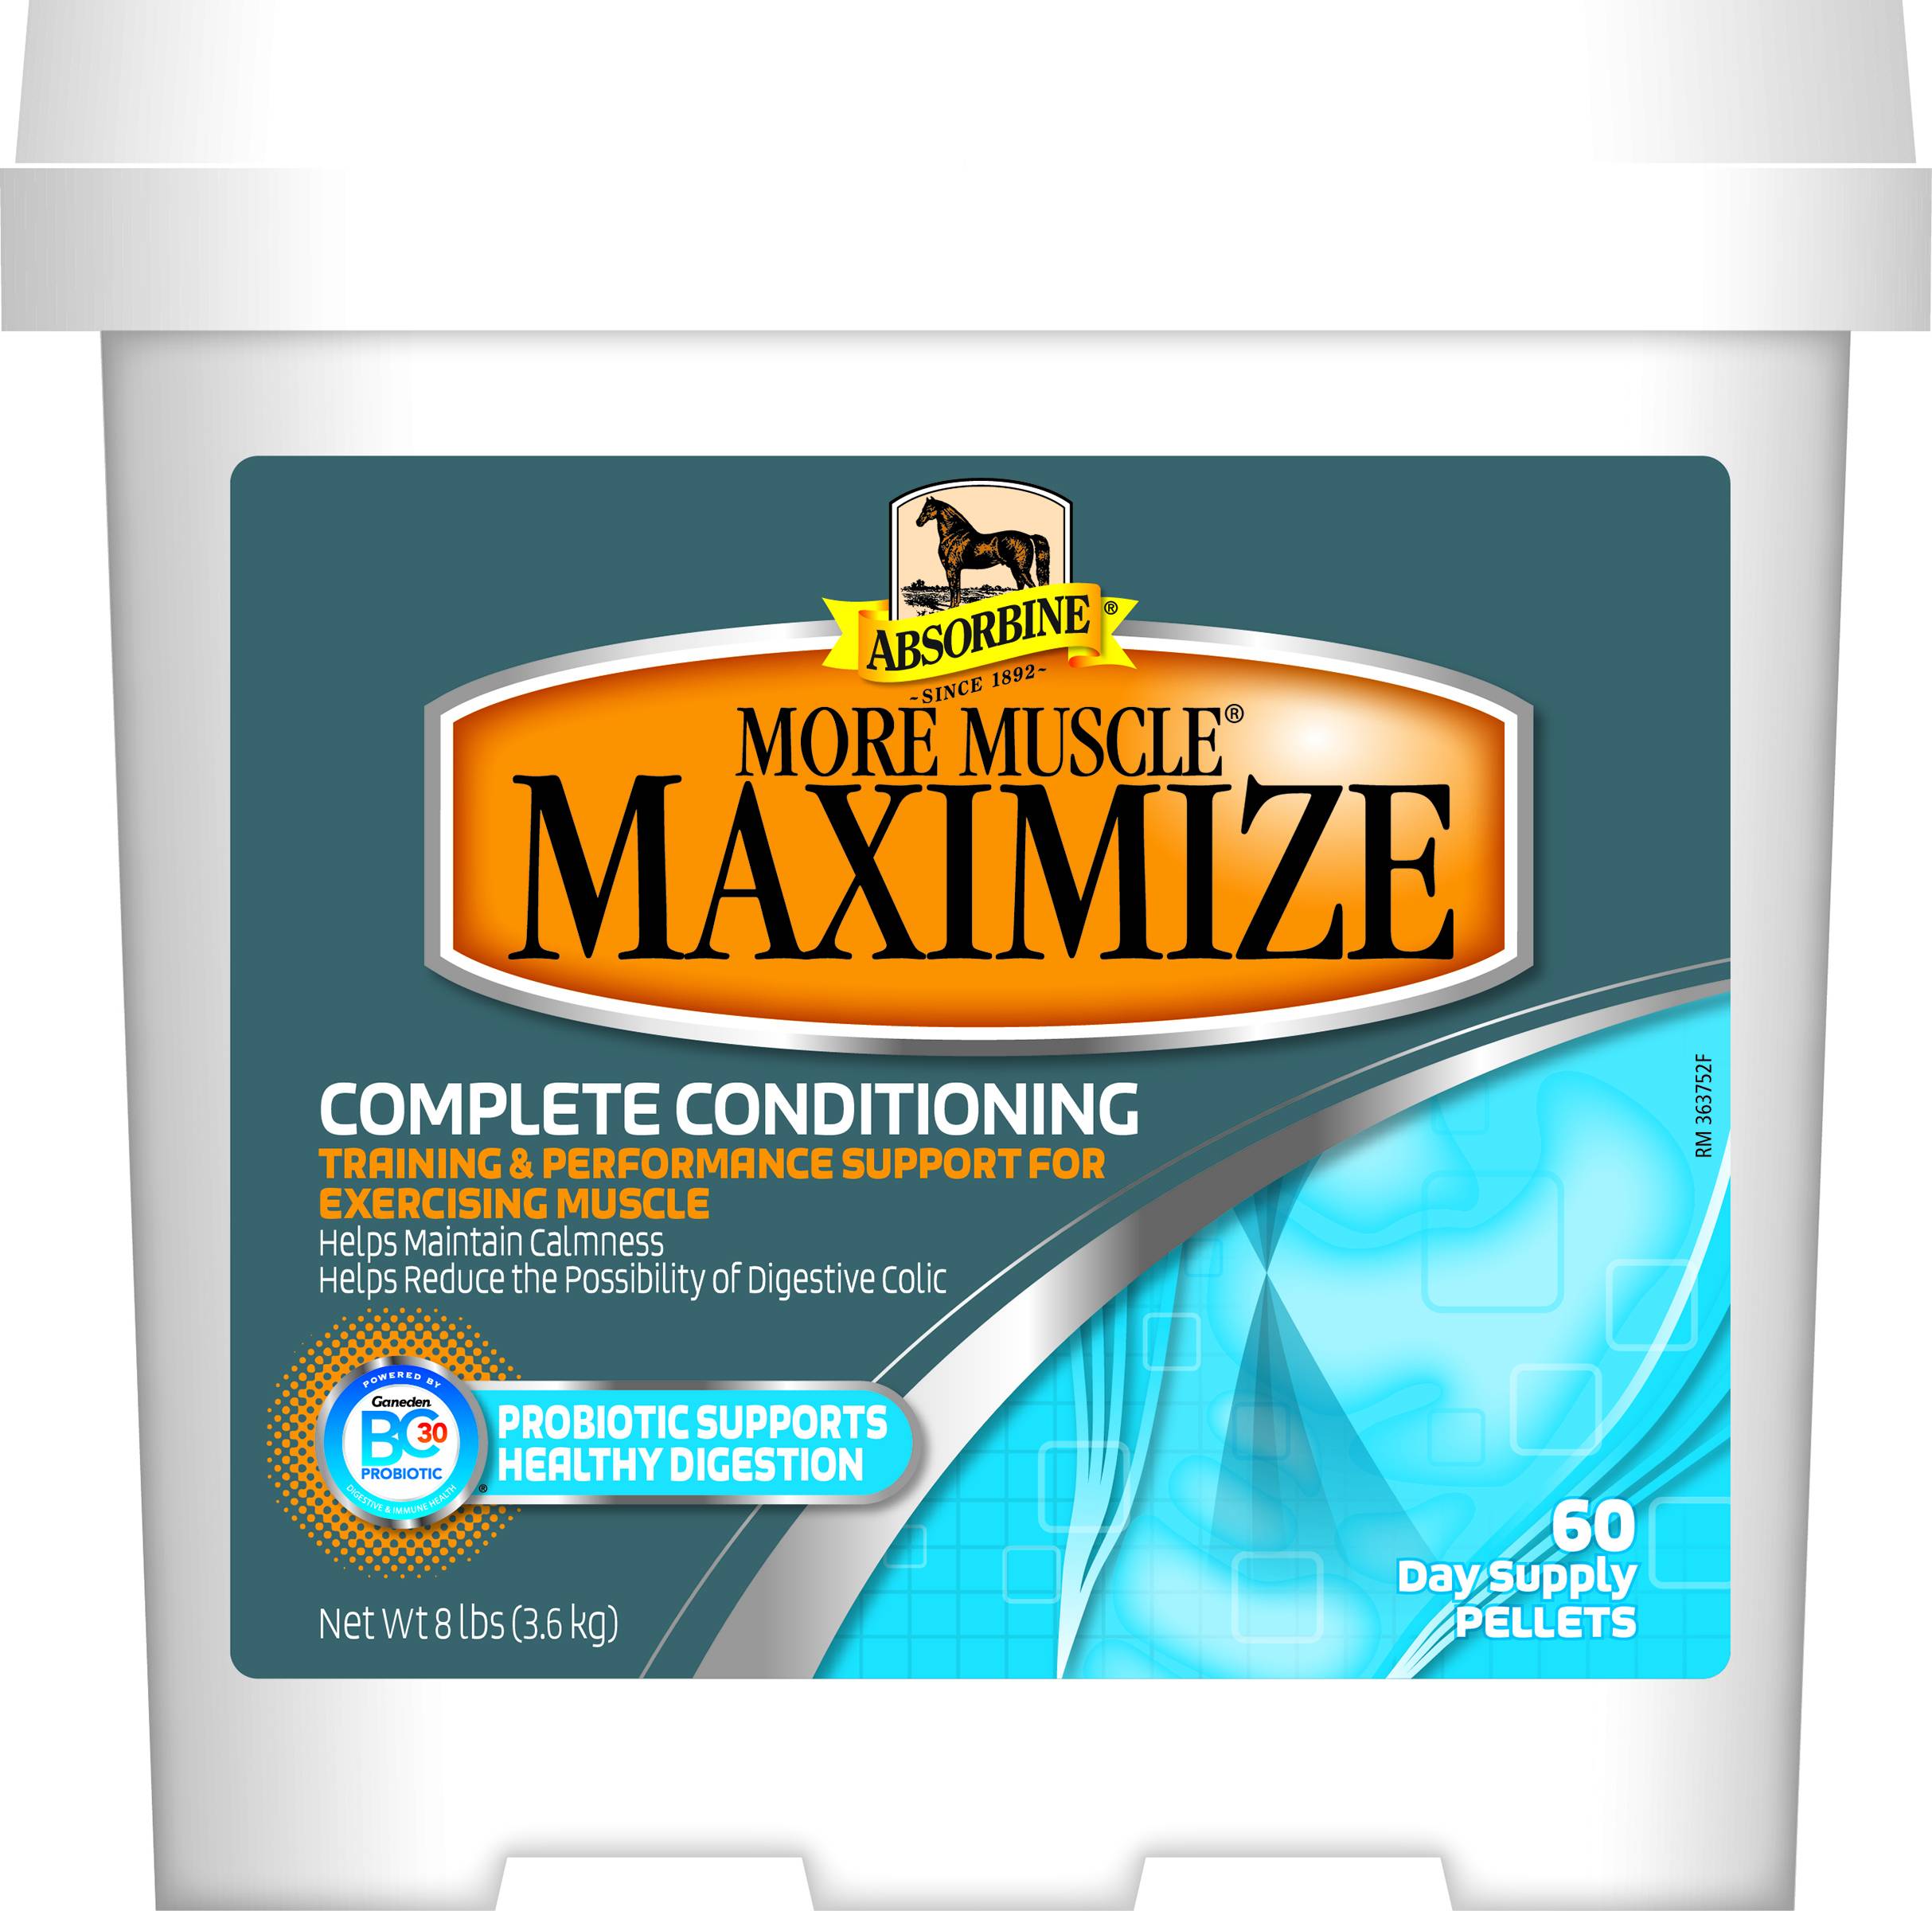 ABSORBINE®
~SINCE 1892~
MORE MUSCLE®
MAXIMIZE
COMPLETE CONDITIONING
TRAINING & PERFORMANCE SUPPORT FOR
EXERCISING MUSCLE
Helps Maintain Calmness
Helps Reduce the Possibility of Digestive Colic
POWERED BY
Ganeden
BC30
PROBIOTIC
DIGESTIVE & IMMUNE HEALTH
®
PROBIOTIC SUPPORTS
HEALTHY DIGESTION
Net Wt 8 lbs (3.6 kg)
60
Day Supply
PELLETS
RM 363752F